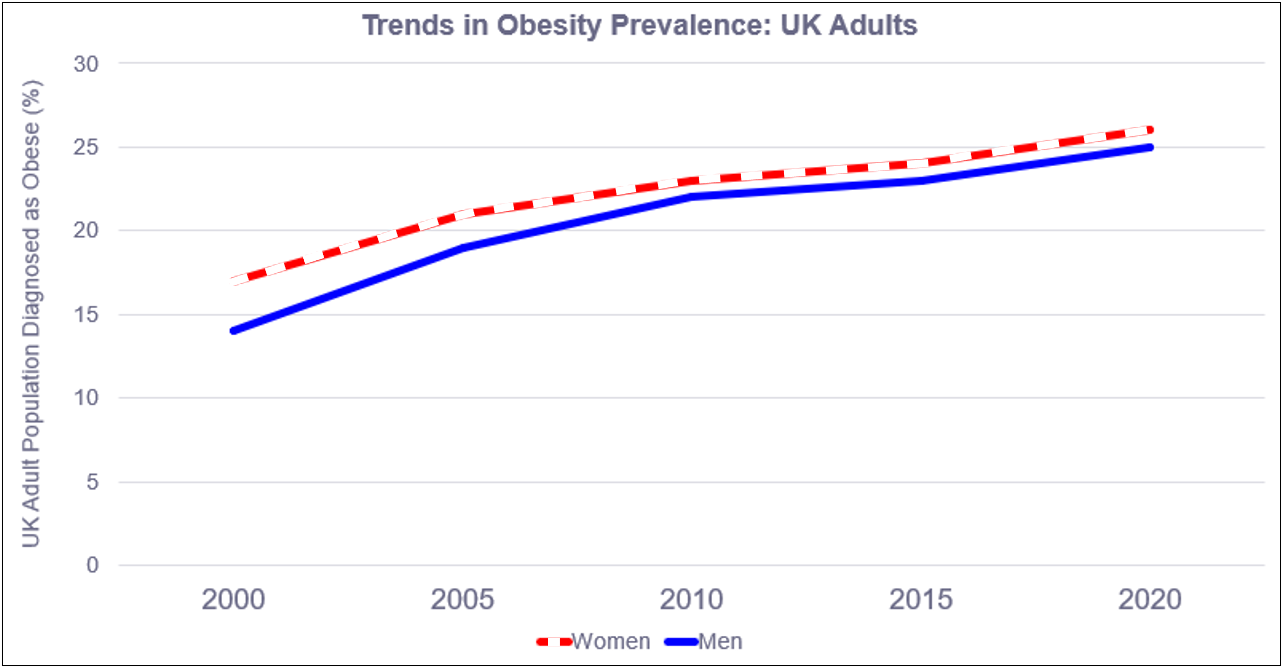 Trends in Obesity Prevalence: UK Adults
UK Adult Population Diagnosed as Obese (%)
30
25
20
15
10
5
0
2000 2005 2010 2015 2020
Women Men